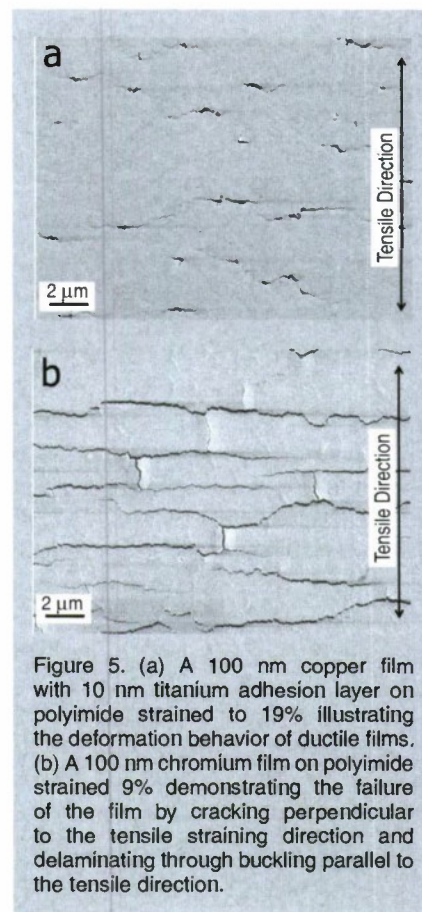 a
Tensile Direction
2 µm
b
Tensile Direction
2 µm
Figure 5. (a) A 100 nm copper film
with 10 nm titanium adhesion layer on
polyimide strained to 19% illustrating
the deformation behavior of ductile films.
(b) A 100 nm chromium film on polyimide
strained 9% demonstrating the failure
of the film by cracking perpendicular
to the tensile straining direction and
delaminating through buckling parallel to
the tensile direction.